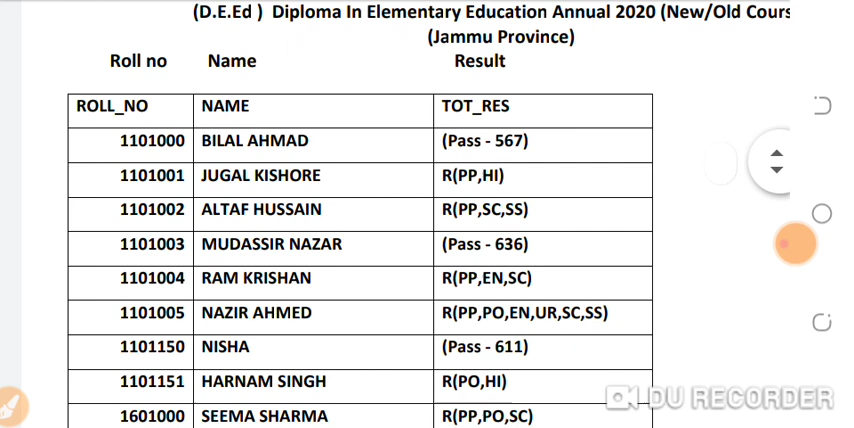 (D.E.Ed ) Diploma In Elementary Education Annual 2020 (New/Old Cours
(Jammu Province)
Roll no Name Result
ROLL_NO NAME TOT_RES
1101000 BILAL AHMAD (Pass - 567)
1101001 JUGAL KISHORE R(PP,HI)
1101002 ALTAF HUSSAIN R(PP,SC,SS)
1101003 MUDASSIR NAZAR (Pass - 636)
1101004 RAM KRISHAN R(PP,EN,SC)
1101005 NAZIR AHMED R(PP,PO,EN,UR,SC,SS)
1101150 NISHA (Pass - 611)
1101151 HARNAM SINGH R(PO,HI)
DU RECORDER
1601000 SEEMA SHARMA R(PP,PO,SC)